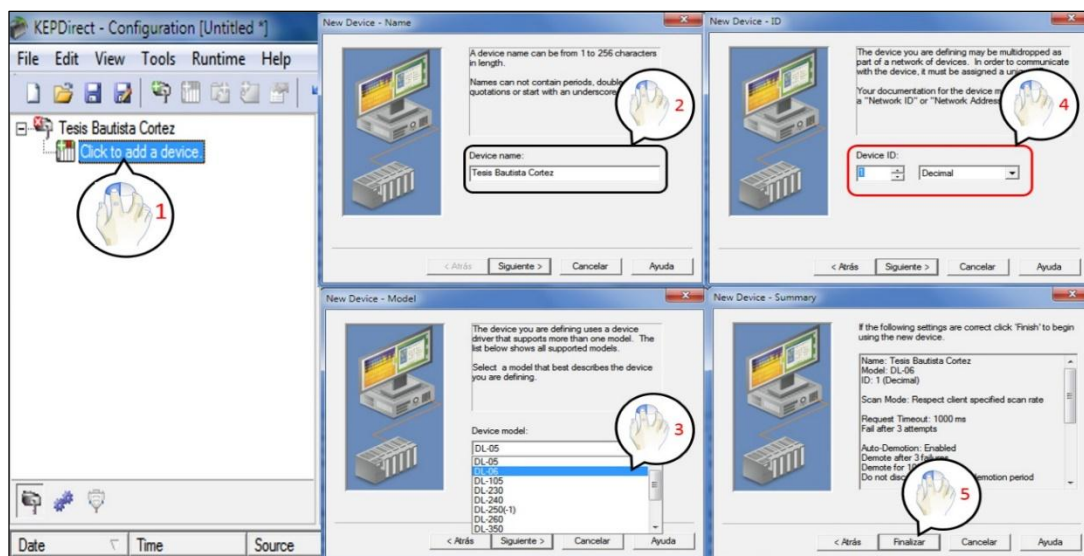 KEPDirect - Configuration [Untitled *]
File Edit View Tools Runtime Help
Tesis Bautista Cortez
Click to add a device.
1
Date Time Source
New Device - Name
A device name can be from 1 to 256 characters
in length.
Names can not contain periods, double
quotations or start with an underscore
2
Device name:
Tesis Bautista Cortez
< Atrás Siguiente > Cancelar Ayuda
New Device - ID
The device you are defining may be multidropped as
part of a network of devices. In order to communicate
with the device, it must be assigned a
Your documentation for the device
a "Network ID" or "Network
4
Device ID:
1 Decimal
< Atrás Siguiente > Cancelar Ayuda
New Device - Model
The device you are defining uses a device
driver that supports more than one model. The
list below shows all supported models.
Select a model that best describes the device
you are defining.
3
Device model:
DL-05
DL-05
DL-06
DL-105
DL-230
DL-240
DL-250(-1)
DL-260
DL-350
< Atrás Siguiente > Cancelar Ayuda
New Device - Summary
If the following settings are correct click 'Finish' to begin
using the new device.
Name: Tesis Bautista Cortez
Model: DL-06
ID: 1 (Decimal)
Scan Mode: Respect client specified scan rate
Request Timeout: 1000 ms
Fail after 3 attempts
Auto-Demotion: Enabled
Demote after 3
Demote for
Do not period
5
< Atrás Finalizar Cancelar Ayuda